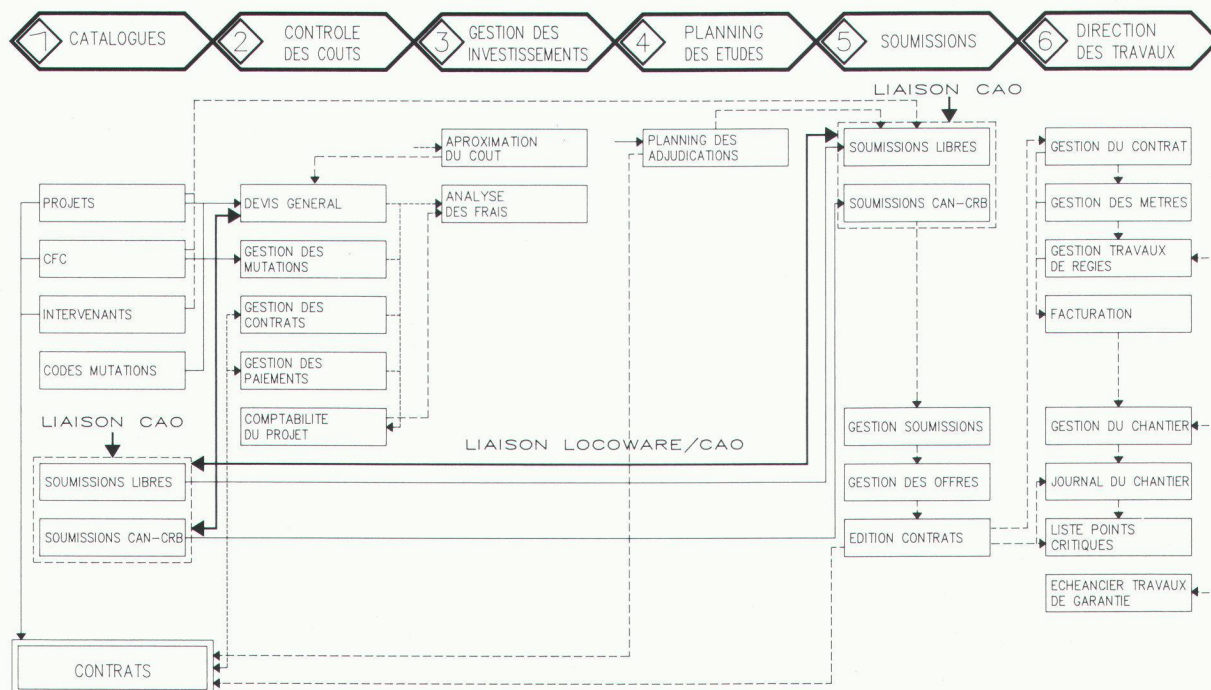 1 CATALOGUES
2 CONTROLE
DES COUTS
3 GESTION DES
INVESTISSEMENTS
4 PLANNING
DES ETUDES
5 SOUMISSIONS
6 DIRECTION
DES TRAVAUX
PROJETS
CFC
INTERVENANTS
CODES MUTATIONS
LIAISON CAO
SOUMISSIONS LIBRES
SOUMISSIONS CAN-CRB
CONTRATS
DEVIS GENERAL
GESTION DES
MUTATIONS
GESTION DES
CONTRATS
GESTION DES
PAIEMENTS
COMPTABILITE
DU PROJET
APROXIMATION
DU COUT
ANALYSE
DES FRAIS
LIAISON LOCOWARE/CAO
PLANNING DES
ADJUDICATIONS
LIAISON CAO
SOUMISSIONS LIBRES
SOUMISSIONS CAN-CRB
GESTION SOUMISSIONS
GESTION DES OFFRES
EDITION CONTRATS
GESTION DU CONTRAT
GESTION DES METRES
GESTION TRAVAUX
DE REGIES
FACTURATION
GESTION DU CHANTIER
JOURNAL DU CHANTIER
LISTE POINTS
CRITIQUES
ECHEANCIER TRAVAUX
DE GARANTIE